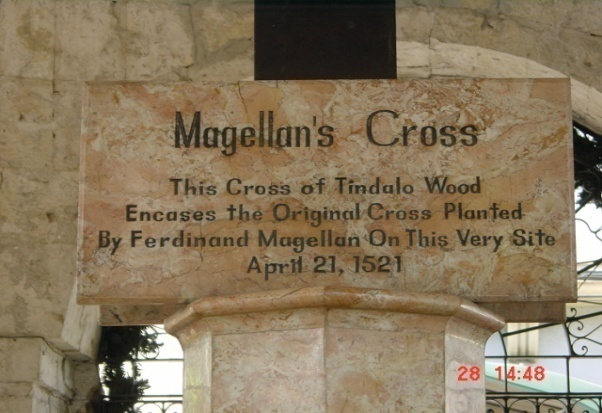 Magellan's Cross
This Cross of Tindalo Wood
Encases the Original Cross Planted
By Ferdinand Magellan On This Very Site
April 21, 1521
28 14:48